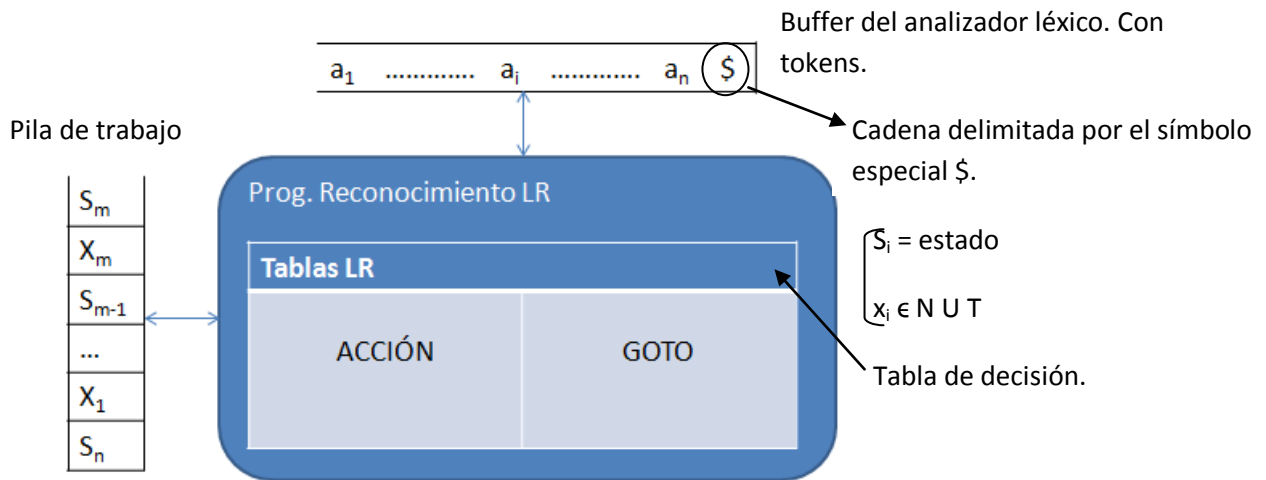 Buffer del analizador léxico. Con
tokens.
a1 ............. ai ............. an $
Pila de trabajo
Cadena delimitada por el símbolo
especial $.
Prog. Reconocimiento LR
Sm
Xm
Sm-1
...
X1
Sn
Tablas LR
ACCIÓN GOTO
Si = estado
xi ϵ N U T
Tabla de decisión.